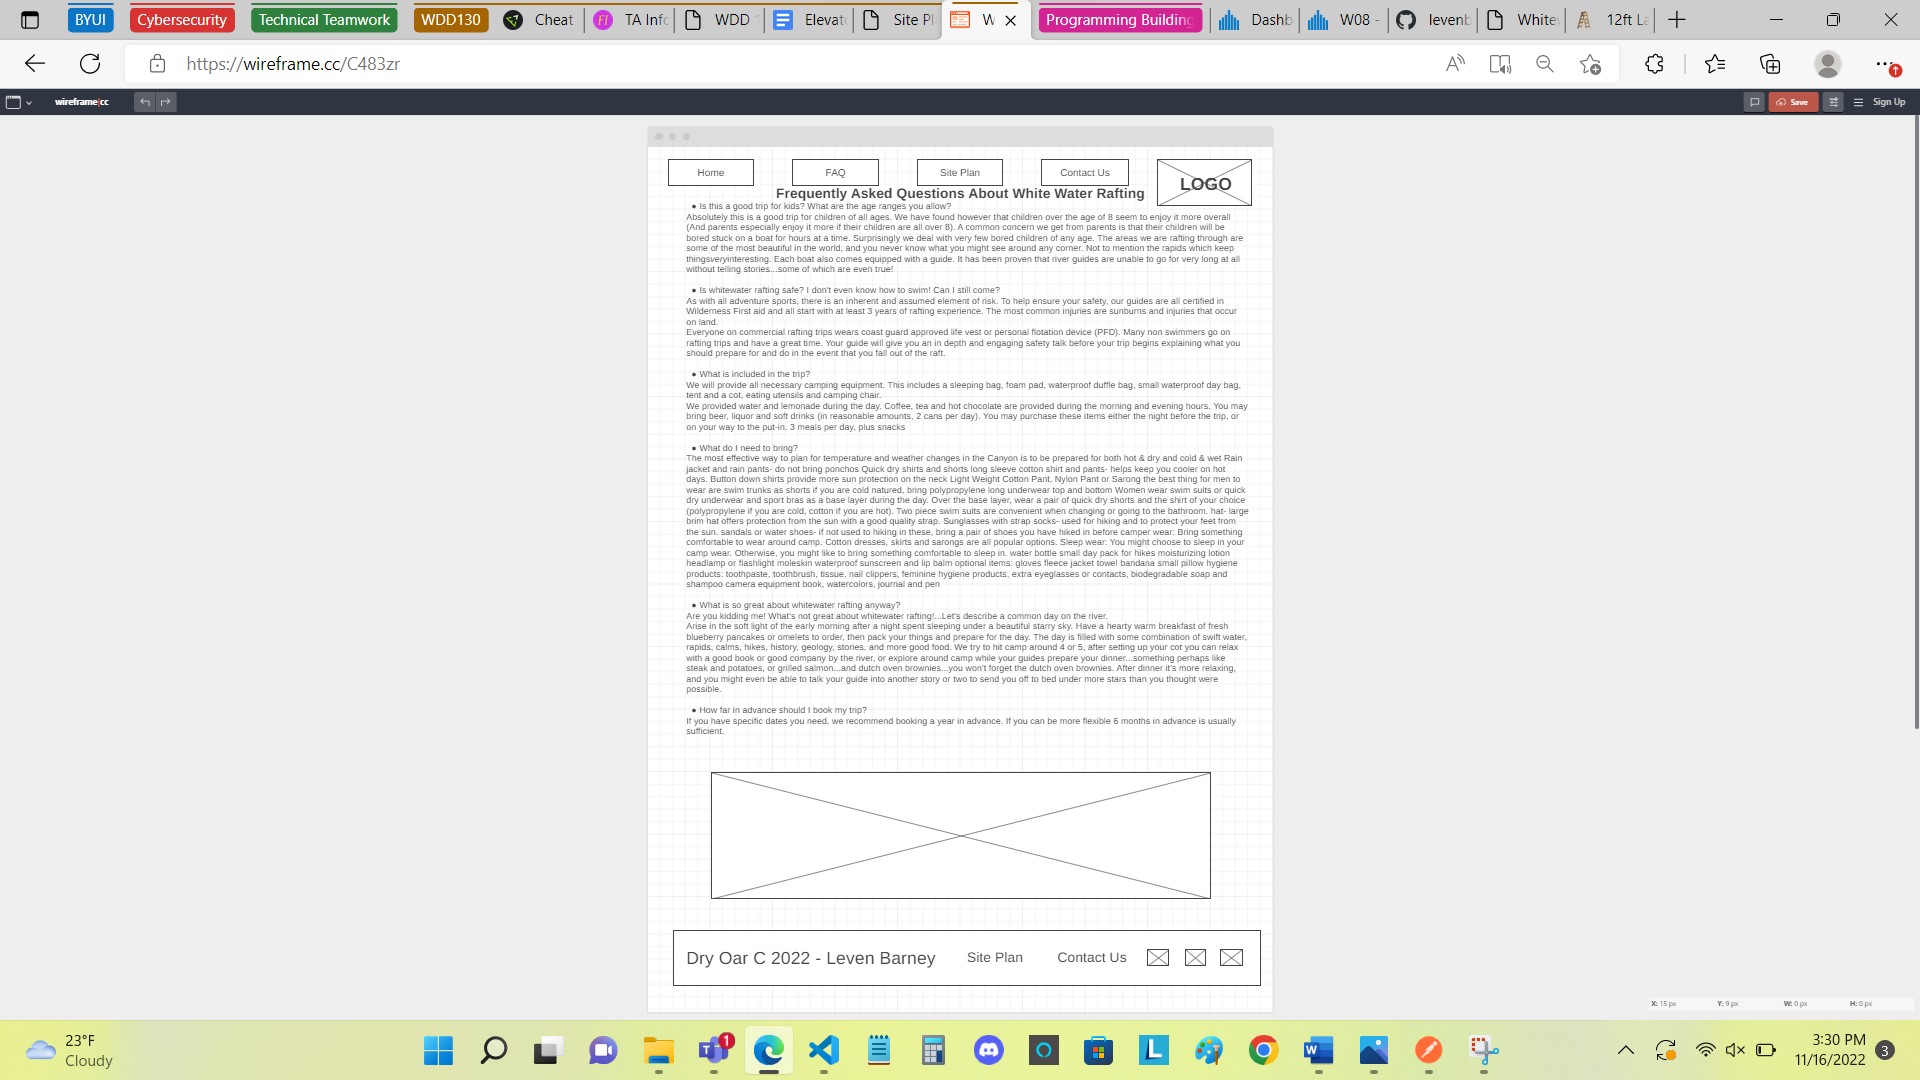 BYUI
Cybersecurity
Technical Teamwork
WDD130
Cheat
TA Info
WDD
Elevat
Site Pl
W
Programming Building
Dashb
W08 -
levenb
White
12ft La
https://wireframe.cc/C483zr
wireframe|cc
Save
Sign Up
Home
FAQ
Site Plan
Contact Us
LOGO
Frequently Asked Questions About White Water Rafting
● Is this a good trip for kids? What are the age ranges you allow?
Absolutely this is a good trip for children of all ages. We have found however that children over the age of 8 seem to enjoy it more overall
(And parents especially enjoy it more if their children are all over 8). A common concern we get from parents is that their children will be
bored stuck on a boat for hours at a time. Surprisingly we deal with very few bored children of any age. The areas we are rafting through are
some of the most beautiful in the world, and you never know what you might see around any corner. Not to mention the rapids which keep
thingsveryinteresting. Each boat also comes equipped with a guide. It has been proven that river guides are unable to go for very long at all
without telling stories...some of which are even true!
● Is whitewater rafting safe? I don't even know how to swim! Can I still come?
As with all adventure sports, there is an inherent and assumed element of risk. To help ensure your safety, our guides are all certified in
Wilderness First aid and all start with at least 3 years of rafting experience. The most common injuries are sunburns and injuries that occur
on land.
Everyone on commercial rafting trips wears coast guard approved life vest or personal flotation device (PFD). Many non swimmers go on
rafting trips and have a great time. Your guide will give you an in depth and engaging safety talk before your trip begins explaining what you
should prepare for and do in the event that you fall out of the raft.
● What is included in the trip?
We will provide all necessary camping equipment. This includes a sleeping bag, foam pad, waterproof duffle bag, small waterproof day bag,
tent and a cot, eating utensils and camping chair.
We provided water and lemonade during the day. Coffee, tea and hot chocolate are provided during the morning and evening hours. You may
bring beer, liquor and soft drinks (in reasonable amounts, 2 cans per day). You may purchase these items either the night before the trip, or
on your way to the put-in. 3 meals per day, plus snacks
● What do I need to bring?
The most effective way to plan for temperature and weather changes in the Canyon is to be prepared for both hot & dry and cold & wet Rain
jacket and rain pants- do not bring ponchos Quick dry shirts and shorts long sleeve cotton shirt and pants- helps keep you cooler on hot
days. Button down shirts provide more sun protection on the neck Light Weight Cotton Pant, Nylon Pant or Sarong the best thing for men to
wear are swim trunks as shorts if you are cold natured, bring polypropylene long underwear top and bottom Women wear swim suits or quick
dry underwear and sport bras as a base layer during the day. Over the base layer, wear a pair of quick dry shorts and the shirt of your choice
(polypropylene if you are cold, cotton if you are hot). Two piece swim suits are convenient when changing or going to the bathroom. hat- large
brim hat offers protection from the sun with a good quality strap. Sunglasses with strap socks- used for hiking and to protect your feet from
the sun. sandals or water shoes- if not used to hiking in these, bring a pair of shoes you have hiked in before camper wear: Bring something
comfortable to wear around camp. Cotton dresses, skirts and sarongs are all popular options. Sleep wear: You might choose to sleep in your
camp wear. Otherwise, you might like to bring something comfortable to sleep in. water bottle small day pack for hikes moisturizing lotion
headlamp or flashlight moleskin waterproof sunscreen and lip balm optional items: gloves fleece jacket towel bandana small pillow hygiene
products: toothpaste, toothbrush, tissue, nail clippers, feminine hygiene products, extra eyeglasses or contacts, biodegradable soap and
shampoo camera equipment book, watercolors, journal and pen
● What is so great about whitewater rafting anyway?
Are you kidding me! What's not great about whitewater rafting!...Let's describe a common day on the river.
Arise in the soft light of the early morning after a night spent sleeping under a beautiful starry sky. Have a hearty warm breakfast of fresh
blueberry pancakes or omelets to order, then pack your things and prepare for the day. The day is filled with some combination of swift water,
rapids, calms, hikes, history, geology, stories, and more good food. We try to hit camp around 4 or 5, after setting up your cot you can relax
with a good book or good company by the river, or explore around camp while your guides prepare your dinner...something perhaps like
steak and potatoes, or grilled salmon...and dutch oven brownies...you won't forget the dutch oven brownies. After dinner it's more relaxing,
and you might even be able to talk your guide into another story or two to send you off to bed under more stars than you thought were
possible.
● How far in advance should I book my trip?
If you have specific dates you need, we recommend booking a year in advance. If you can be more flexible 6 months in advance is usually
sufficient.
Dry Oar C 2022 - Leven Barney
Site Plan
Contact Us
X: 15 px
Y: 9 px
W: 0 px
H: 0 px
23°F
Cloudy
1
3:30 PM
11/16/2022
3